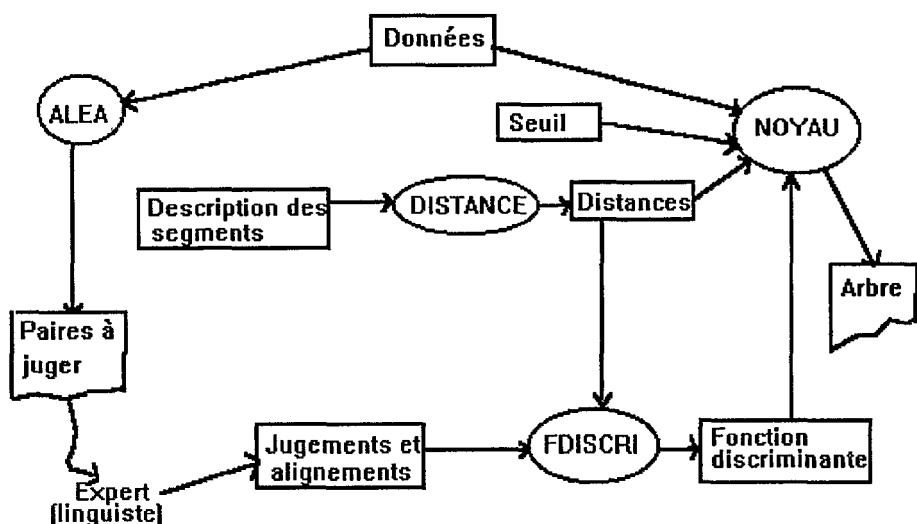 Données
ALEA
Seuil
NOYAU
Description des
segments
DISTANCE
Distances
Arbre
Paires à
juger
Jugements et
alignements
FDISCRI
Fonction
discriminante
Expert
(linguiste)